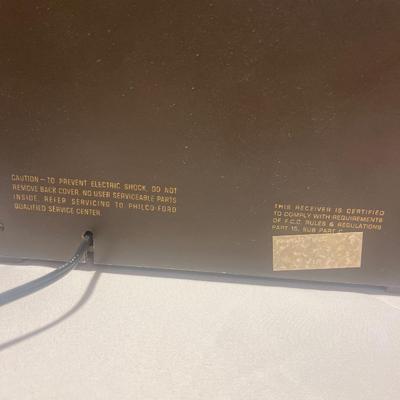 CAUTION—TO PREVENT ELECTRIC SHOCK, DO NOT
REMOVE BACK COVER. NO USER SERVICEABLE PARTS
INSIDE. REFER SERVICING TO PHILCO-FORD
QUALIFIED SERVICE CENTER.
THIS RECEIVER IS CERTIFIED
TO COMPLY WITH REQUIREMENTS
OF F.C.C. RULES & REGULATIONS
PART 15, SUB PART C